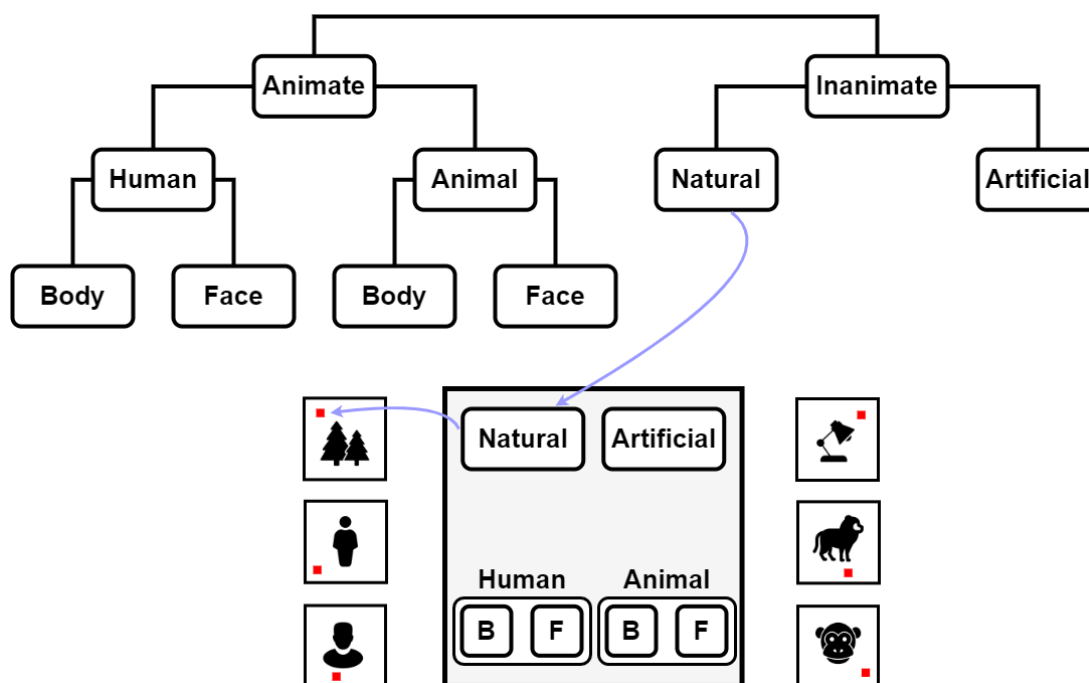 Animate
Inanimate
Human
Animal
Natural
Artificial
Body
Face
Body
Face
Natural
Artificial
Human
Animal
B
F
B
F